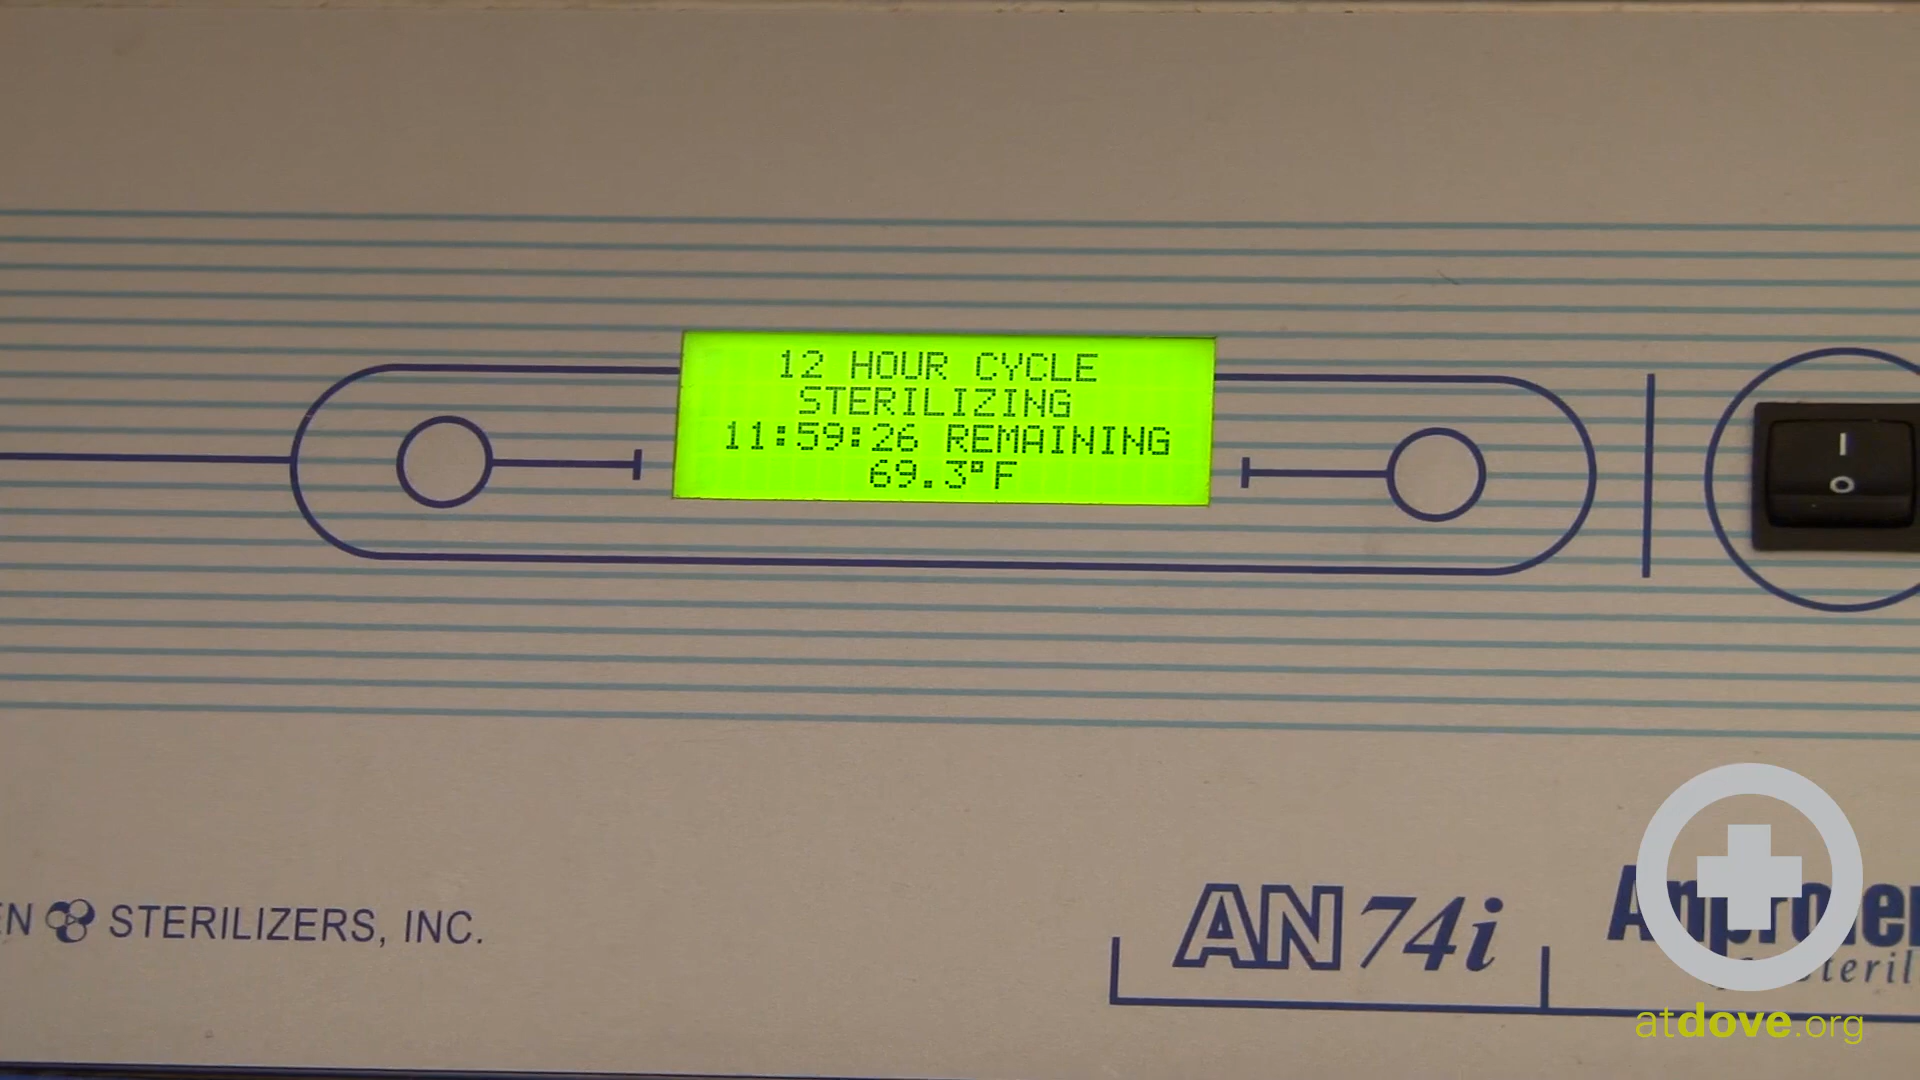 12 HOUR CYCLE
STERILIZING
11:59:26 REMAINING
69.3°F
I
O
STERILIZERS, INC.
AN74i
atdove.org